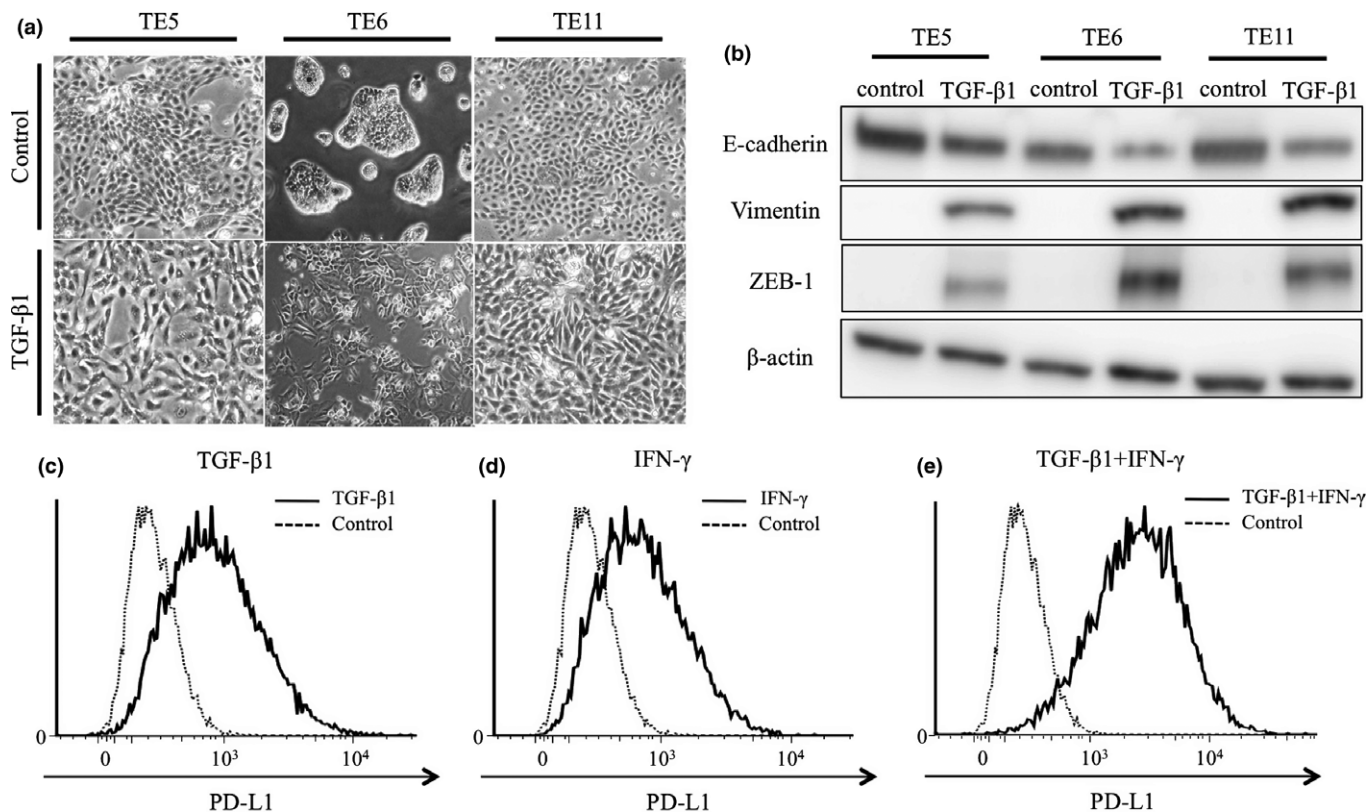 (a)
TE5 TE6 TE11
Control
TGF-β1
(b)
TE5 TE6 TE11
control TGF-β1 control TGF-β1 control TGF-β1
E-cadherin
Vimentin
ZEB-1
β-actin
(c) TGF-β1
TGF-β1
Control
0
0 10³ 10⁴
PD-L1
(d) IFN-γ
IFN-γ
Control
0
0 10³ 10⁴
PD-L1
(e) TGF-β1+IFN-γ
TGF-β1+IFN-γ
Control
0
0 10³ 10⁴
PD-L1